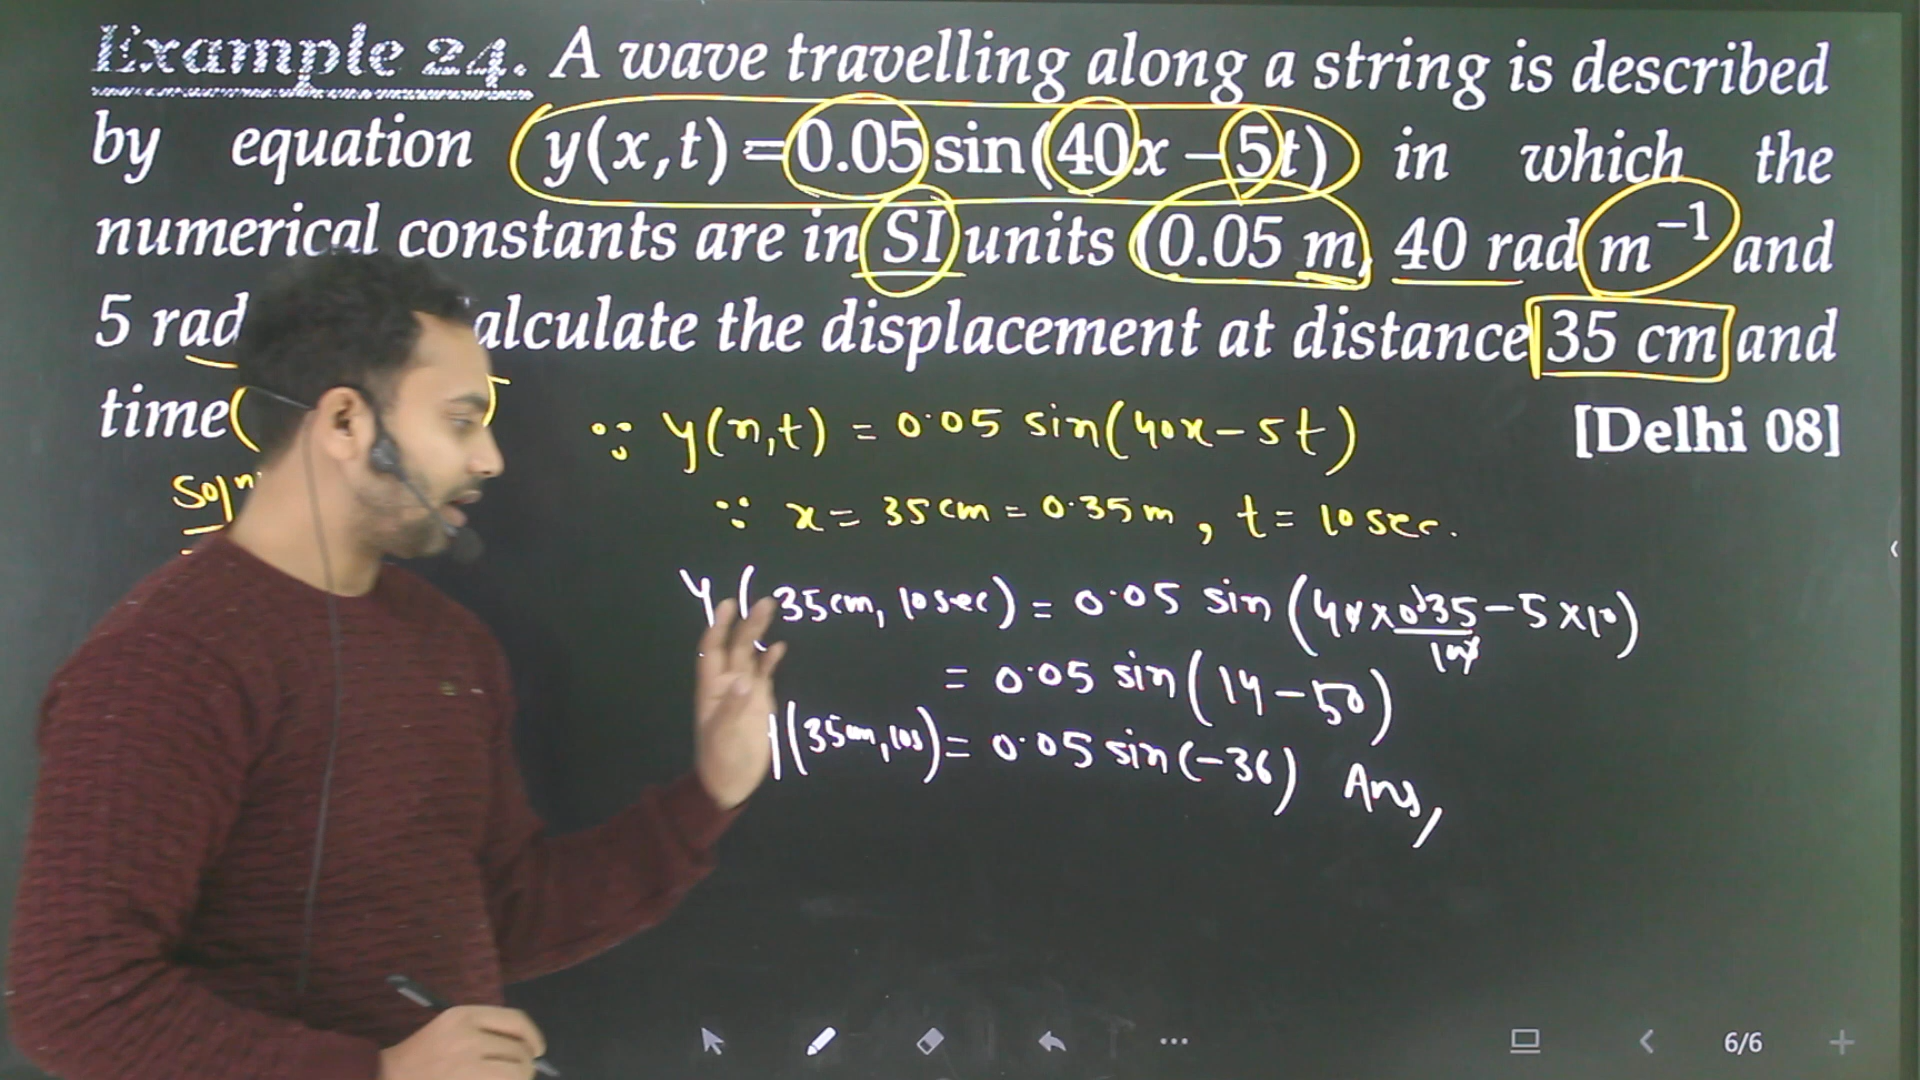 Example 24. A wave travelling along a string is described
by equation y(x,t)=0.05 sin(40x – 5t) in which the
numerical constants are in SI units (0.05 m, 40 rad m⁻¹ and
5 rad alculate the displacement at distance 35 cm and
time [Delhi 08]
Soln
∵ y(x,t) = 0.05 sin(40x – 5t)
∵ x = 35cm = 0.35m, t = 10 sec.
y(35cm, 10sec) = 0.05 sin(40×0.35 – 5×10)
= 0.05 sin(14 – 50)
(35cm, 10s) = 0.05 sin(-36) Ans,
6/6